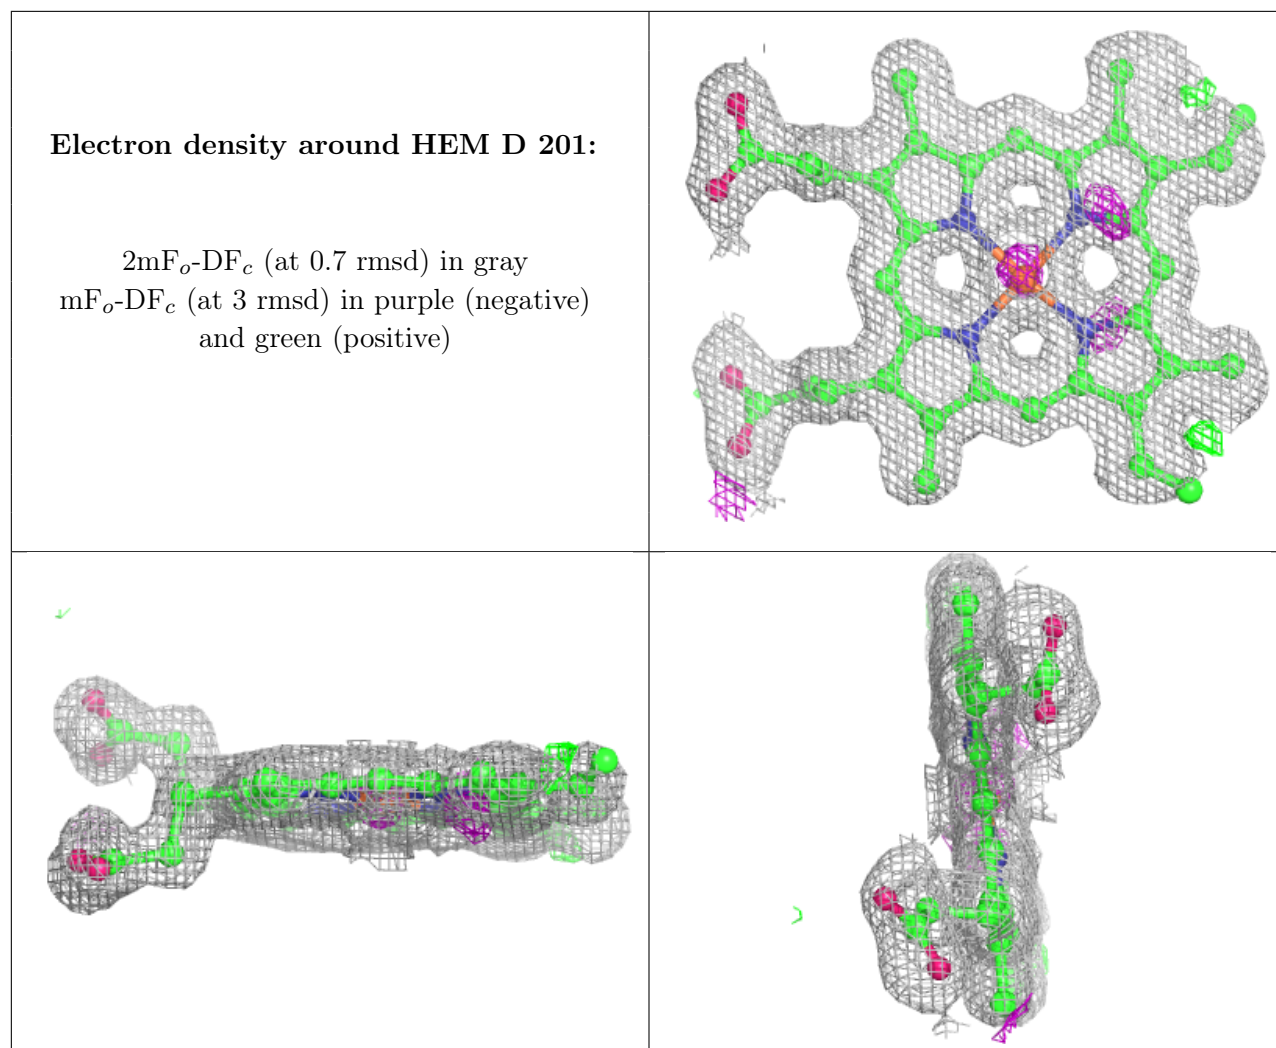 Electron density around HEM D 201:
2mFo-DFc (at 0.7 rmsd) in gray
mFo-DFc (at 3 rmsd) in purple (negative)
and green (positive)